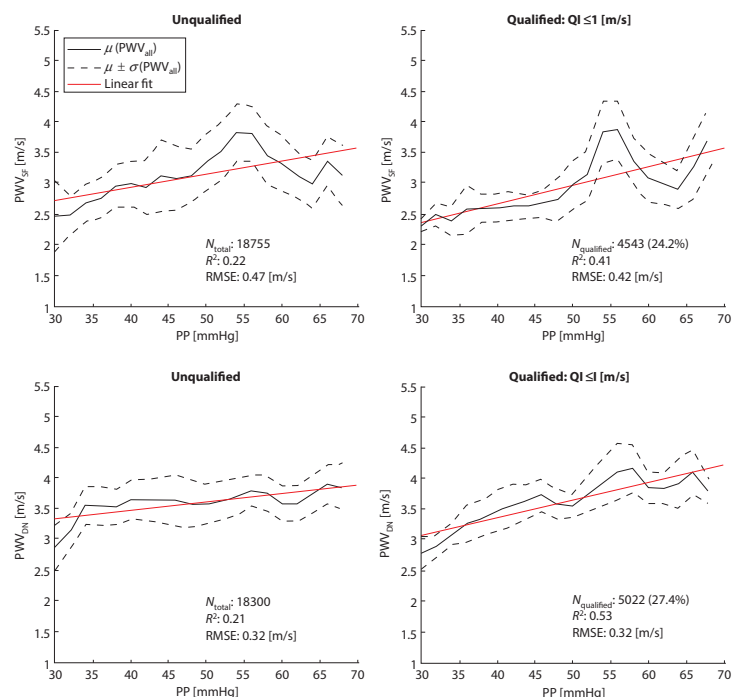 Unqualified
5.5
5
4.5
4
3.5
3
2.5
2
1.5
1
PWV_SF [m/s]
μ (PWV_all)
μ ± σ(PWV_all)
Linear fit
N_total: 18755
R²: 0.22
RMSE: 0.47 [m/s]
30 35 40 45 50 55 60 65 70
PP [mmHg]
Qualified: QI ≤1 [m/s]
5.5
5
4.5
4
3.5
3
2.5
2
1.5
1
PWV_SF [m/s]
N_qualified: 4543 (24.2%)
R²: 0.41
RMSE: 0.42 [m/s]
30 35 40 45 50 55 60 65 70
PP [mmHg]
Unqualified
5.5
5
4.5
4
3.5
3
2.5
2
1.5
1
PWV_DN [m/s]
N_total: 18300
R²: 0.21
RMSE: 0.32 [m/s]
30 35 40 45 50 55 60 65 70
PP [mmHg]
Qualified: QI ≤I [m/s]
5.5
5
4.5
4
3.5
3
2.5
2
1.5
1
PWV_DN [m/s]
N_qualified: 5022 (27.4%)
R²: 0.53
RMSE: 0.32 [m/s]
30 35 40 45 50 55 60 65 70
PP [mmHg]